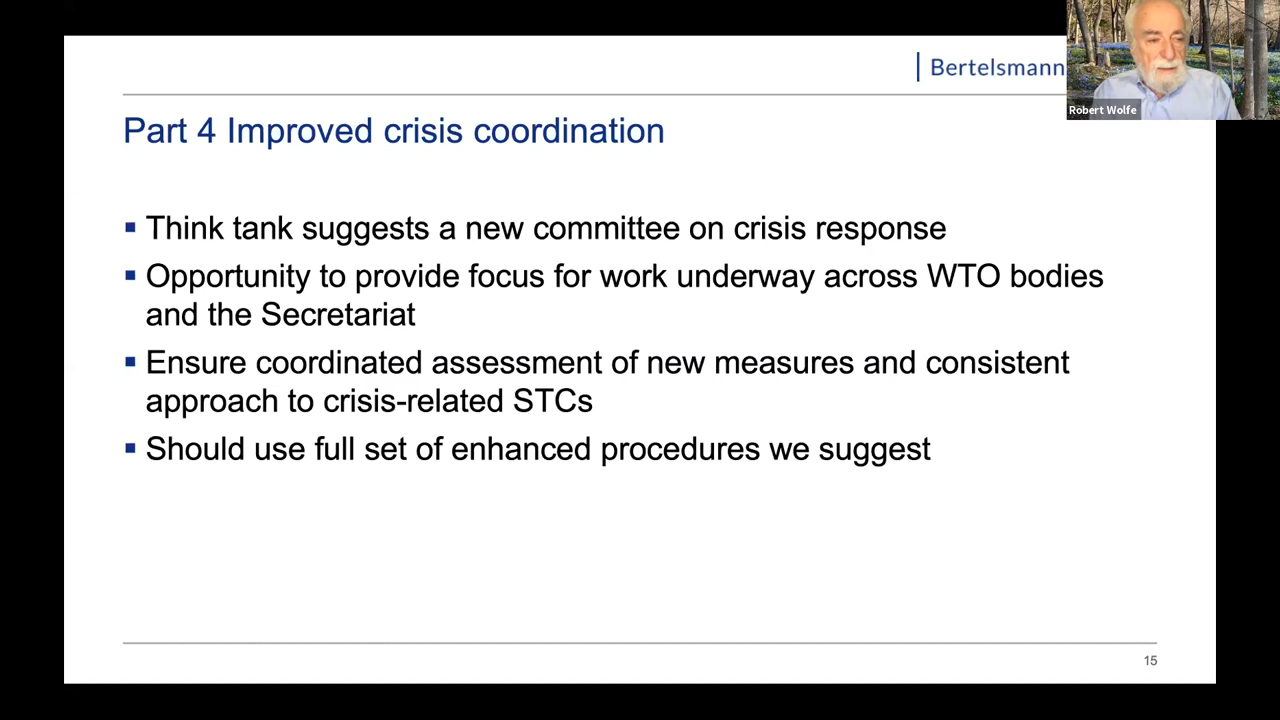 | Bertelsmann
Robert Wolfe
Part 4 Improved crisis coordination
▪ Think tank suggests a new committee on crisis response
▪ Opportunity to provide focus for work underway across WTO bodies
and the Secretariat
▪ Ensure coordinated assessment of new measures and consistent
approach to crisis-related STCs
▪ Should use full set of enhanced procedures we suggest
15